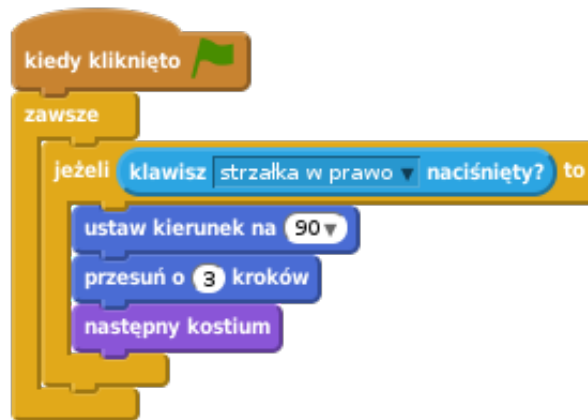 kiedy kliknięto
zawsze
jeżeli klawisz strzałka w prawo naciśnięty? to
ustaw kierunek na 90
przesuń o 3 kroków
następny kostium